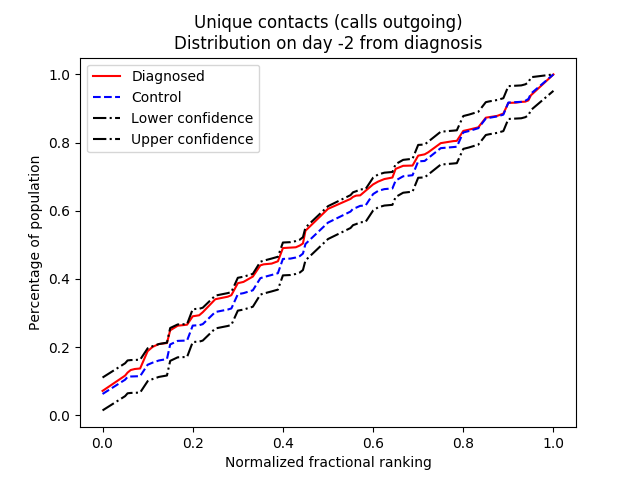 Unique contacts (calls outgoing)
Distribution on day -2 from diagnosis
Diagnosed
Control
Lower confidence
Upper confidence
Percentage of population
1.0
0.8
0.6
0.4
0.2
0.0
0.0 0.2 0.4 0.6 0.8 1.0
Normalized fractional ranking